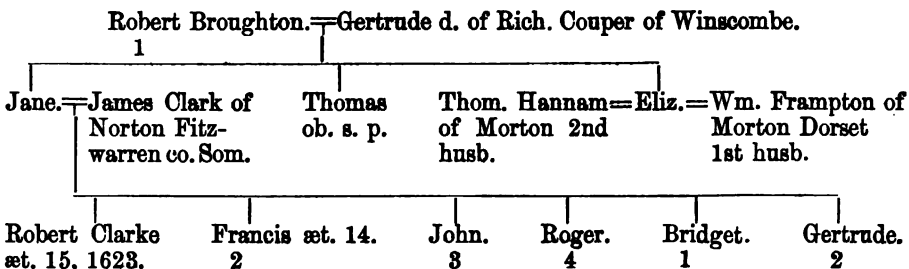 Robert Broughton.=Gertrude d. of Rich. Couper of Winscombe.
1
Jane.=James Clark of Norton Fitz-warren co. Som.
Thomas
ob. s. p.
Thom. Hannam=Eliz.=Wm. Frampton of
of Morton 2nd Morton Dorset
husb. 1st husb.
Robert Clarke Francis æt. 14. John. Roger. Bridget. Gertrude.
æt. 15. 1623. 2 3 4 1 2